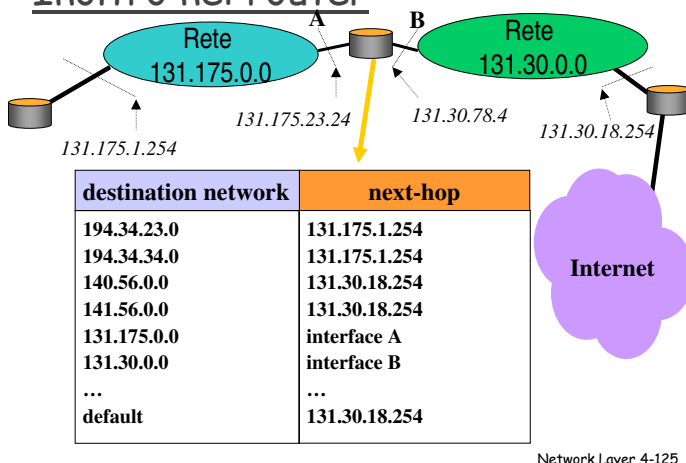 A B
Rete
131.175.0.0
Rete
131.30.0.0
131.175.23.24
131.30.78.4
131.30.18.254
131.175.1.254
destination network next-hop
194.34.23.0 131.175.1.254
194.34.34.0 131.175.1.254
140.56.0.0 131.30.18.254
141.56.0.0 131.30.18.254
131.175.0.0 interface A
131.30.0.0 interface B
… …
default 131.30.18.254
Internet
Network Layer 4-125